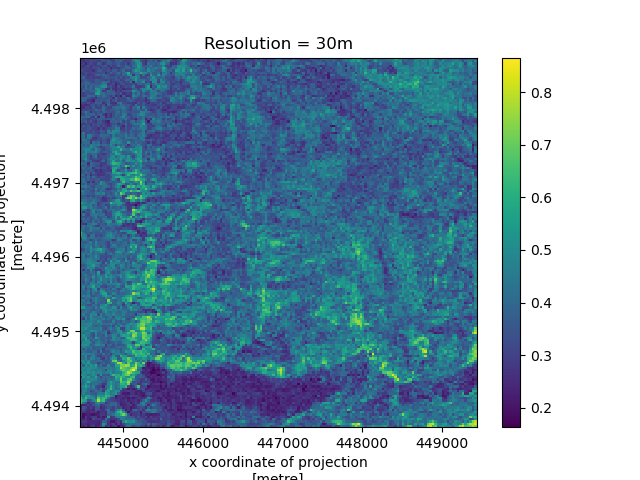 Resolution = 30m
1e6
4.498
4.497
4.496
4.495
4.494
y coordinate of projection
[metre]
445000 446000 447000 448000 449000
x coordinate of projection
[metre]
0.8
0.7
0.6
0.5
0.4
0.3
0.2